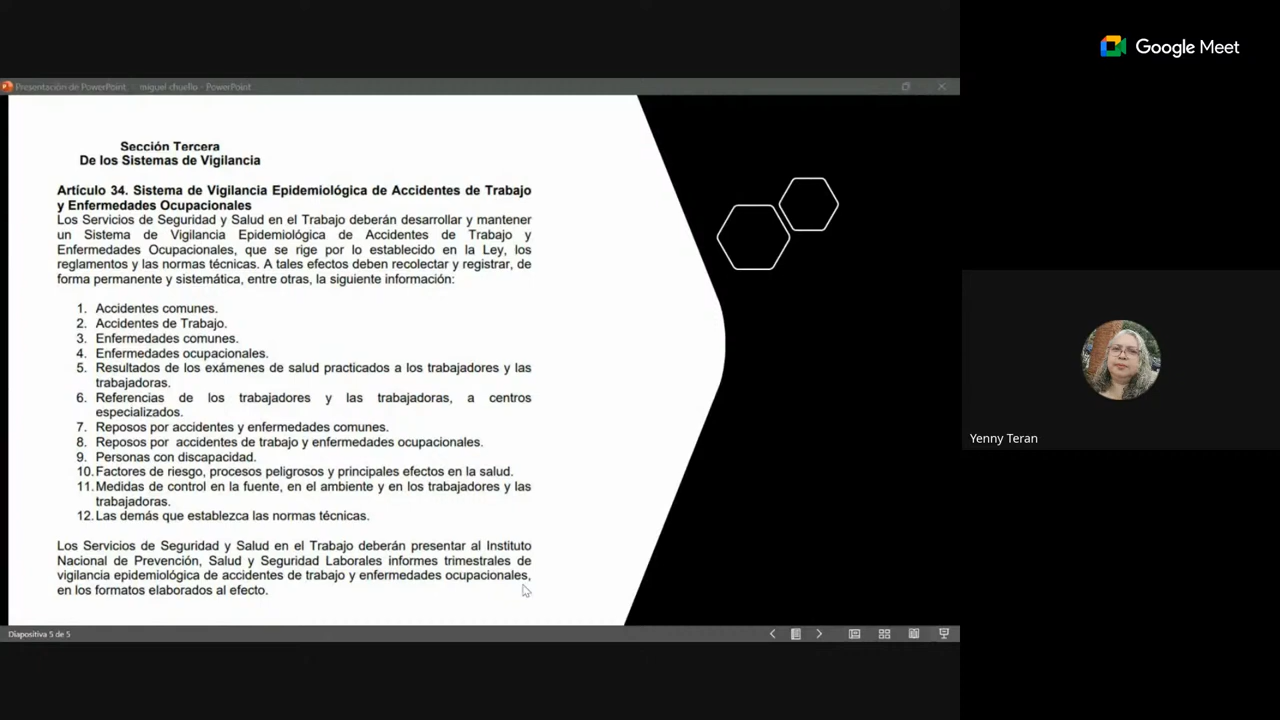 Google Meet
Presentación de PowerPoint - miguel chuello - PowerPoint
Sección Tercera
De los Sistemas de Vigilancia
Artículo 34. Sistema de Vigilancia Epidemiológica de Accidentes de Trabajo
y Enfermedades Ocupacionales
Los Servicios de Seguridad y Salud en el Trabajo deberán desarrollar y mantener
un Sistema de Vigilancia Epidemiológica de Accidentes de Trabajo y
Enfermedades Ocupacionales, que se rige por lo establecido en la Ley, los
reglamentos y las normas técnicas. A tales efectos deben recolectar y registrar, de
forma permanente y sistemática, entre otras, la siguiente información:
1. Accidentes comunes.
2. Accidentes de Trabajo.
3. Enfermedades comunes.
4. Enfermedades ocupacionales.
5. Resultados de los exámenes de salud practicados a los trabajadores y las
trabajadoras.
6. Referencias de los trabajadores y las trabajadoras, a centros
especializados.
7. Reposos por accidentes y enfermedades comunes.
8. Reposos por accidentes de trabajo y enfermedades ocupacionales.
9. Personas con discapacidad.
10. Factores de riesgo, procesos peligrosos y principales efectos en la salud.
11. Medidas de control en la fuente, en el ambiente y en los trabajadores y las
trabajadoras.
12. Las demás que establezca las normas técnicas.
Los Servicios de Seguridad y Salud en el Trabajo deberán presentar al Instituto
Nacional de Prevención, Salud y Seguridad Laborales informes trimestrales de
vigilancia epidemiológica de accidentes de trabajo y enfermedades ocupacionales,
en los formatos elaborados al efecto.
Yenny Teran
Diapositiva 5 de 5